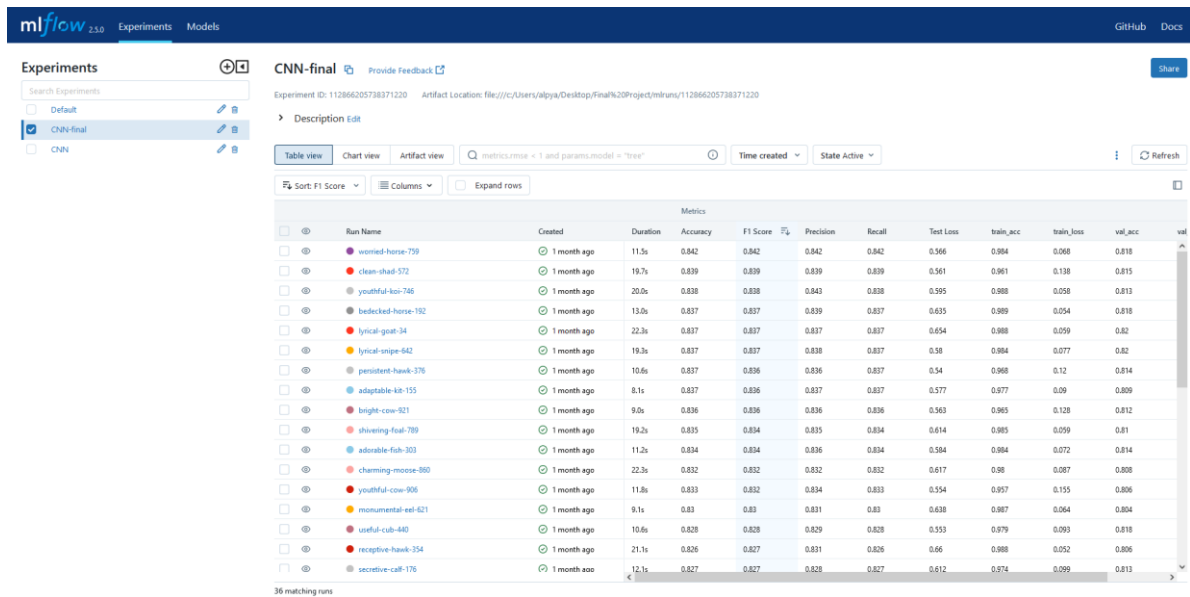 mlflow 2.5.0 Experiments Models GitHub Docs
Experiments
Search Experiments
Default
CNN-final
CNN
CNN-final Provide Feedback Share
Experiment ID: 112866205738371220 Artifact Location: file:///c:/Users/alpya/Desktop/Final%20Project/mlruns/112866205738371220
Description Edit
Table view Chart view Artifact view metrics.rmse < 1 and params.model = "tree" Time created State Active Refresh
Sort: F1 Score Columns Expand rows
Metrics
Run Name Created Duration Accuracy F1 Score Precision Recall Test Loss train_acc train_loss val_acc val
worried-horse-759 1 month ago 11.5s 0.842 0.842 0.842 0.842 0.566 0.984 0.068 0.818
clean-shad-572 1 month ago 19.7s 0.839 0.839 0.839 0.839 0.561 0.961 0.138 0.815
youthful-koi-746 1 month ago 20.0s 0.838 0.838 0.843 0.838 0.595 0.988 0.058 0.813
bedecked-horse-192 1 month ago 13.0s 0.837 0.837 0.839 0.837 0.635 0.989 0.054 0.818
lyrical-goat-34 1 month ago 22.3s 0.837 0.837 0.837 0.837 0.654 0.988 0.059 0.82
lyrical-snipe-642 1 month ago 19.3s 0.837 0.837 0.838 0.837 0.58 0.984 0.077 0.82
persistent-hawk-376 1 month ago 10.6s 0.837 0.836 0.836 0.837 0.54 0.968 0.12 0.814
adaptable-kit-155 1 month ago 8.1s 0.837 0.836 0.837 0.837 0.577 0.977 0.09 0.809
bright-cow-921 1 month ago 9.0s 0.836 0.836 0.836 0.836 0.563 0.965 0.128 0.812
shivering-foal-789 1 month ago 19.2s 0.835 0.834 0.835 0.834 0.614 0.985 0.059 0.81
adorable-fish-303 1 month ago 11.2s 0.834 0.834 0.836 0.834 0.584 0.984 0.072 0.814
charming-moose-860 1 month ago 22.3s 0.832 0.832 0.832 0.832 0.617 0.98 0.087 0.808
youthful-cow-906 1 month ago 11.8s 0.833 0.832 0.834 0.833 0.554 0.957 0.155 0.806
monumental-eel-621 1 month ago 9.1s 0.83 0.83 0.831 0.83 0.638 0.987 0.064 0.804
useful-cub-440 1 month ago 10.6s 0.828 0.828 0.829 0.828 0.553 0.979 0.093 0.818
receptive-hawk-354 1 month ago 21.1s 0.826 0.827 0.831 0.826 0.66 0.988 0.052 0.806
secretive-calf-176 1 month ago 12.1s 0.827 0.827 0.828 0.827 0.612 0.974 0.099 0.813
36 matching runs